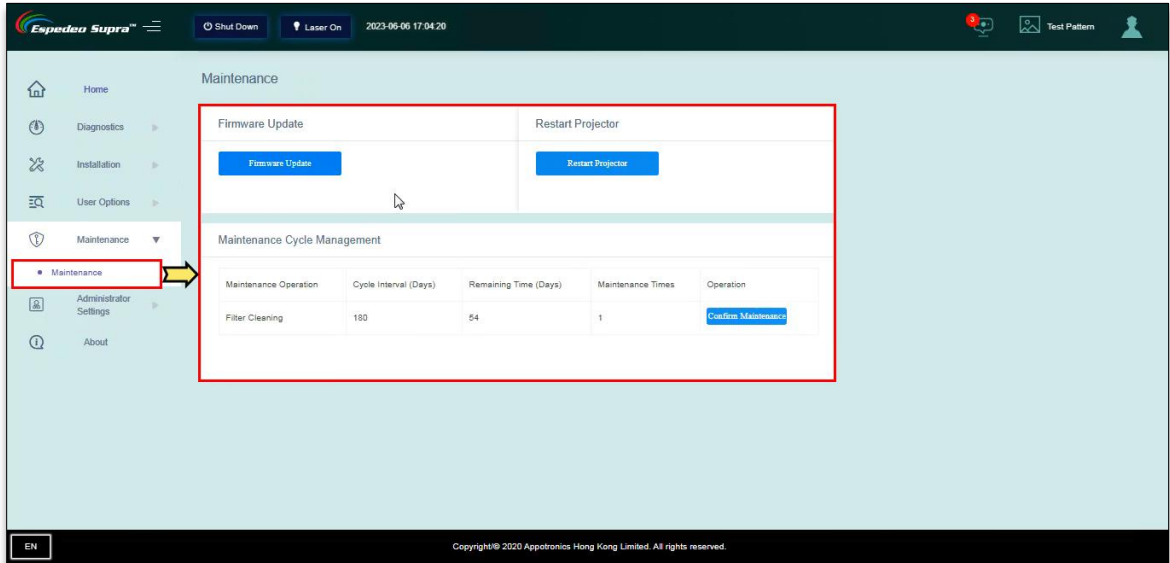 Espedeo Supra™
Shut Down
Laser On
2023-06-06 17:04:20
3
Test Pattern
Home
Diagnostics
Installation
User Options
Maintenance
Maintenance
Administrator
Settings
About
Maintenance
Firmware Update
Restart Projector
Firmware Update
Restart Projector
Maintenance Cycle Management
Maintenance Operation Cycle Interval (Days) Remaining Time (Days) Maintenance Times Operation
Filter Cleaning 180 54 1 Confirm Maintenance
EN
Copyright/© 2020 Appotronics Hong Kong Limited. All rights reserved.